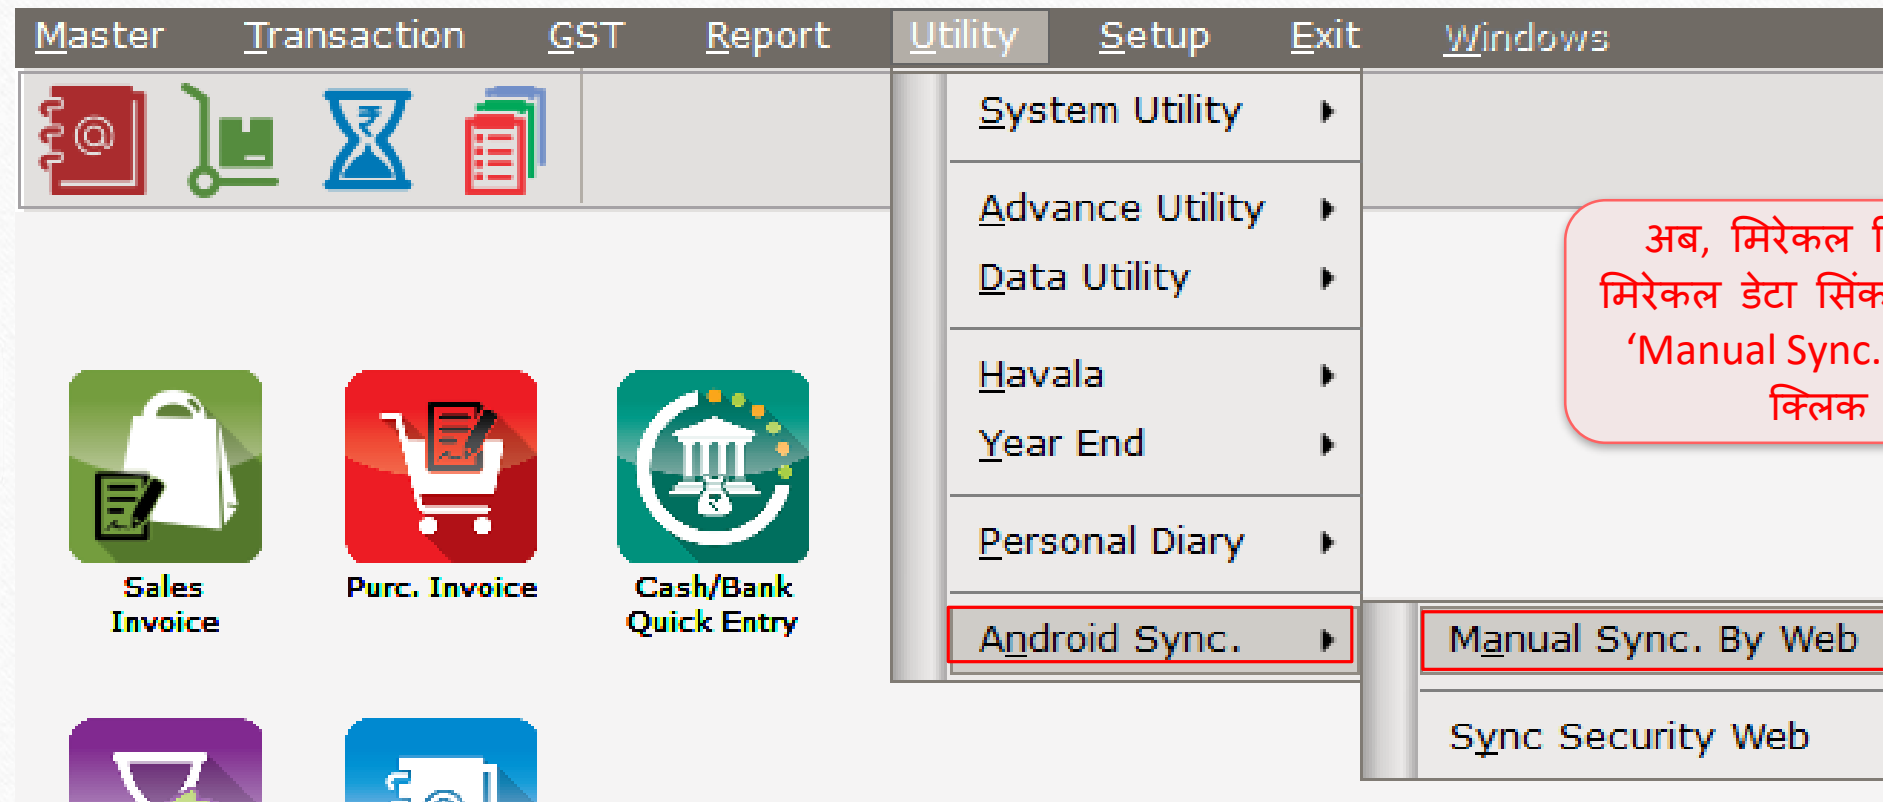 Master Transaction GST Report Utility Setup Exit Windows
System Utility
Advance Utility
Data Utility
Havala
Year End
Personal Diary
Android Sync.
Manual Sync. By Web
Sync Security Web
अब, मिरेकल
मिरेकल डेटा सिंक
‘Manual Sync.
क्लिक
Sales
Invoice
Purc. Invoice
Cash/Bank
Quick Entry